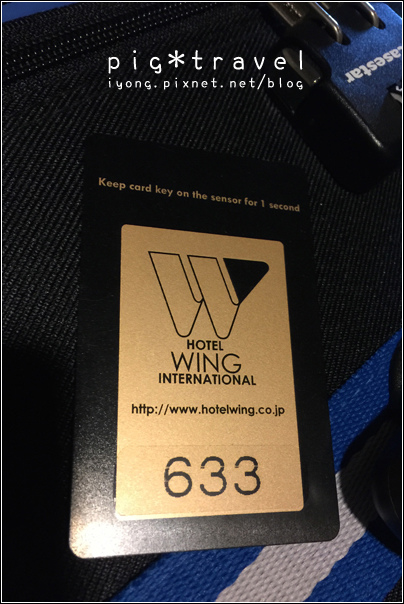 pig*travel
iyong.pixnet.net/blog
casestar
Keep card key on the sensor for 1 second
W
HOTEL
WING
INTERNATIONAL
http://www.hotelwing.co.jp
633